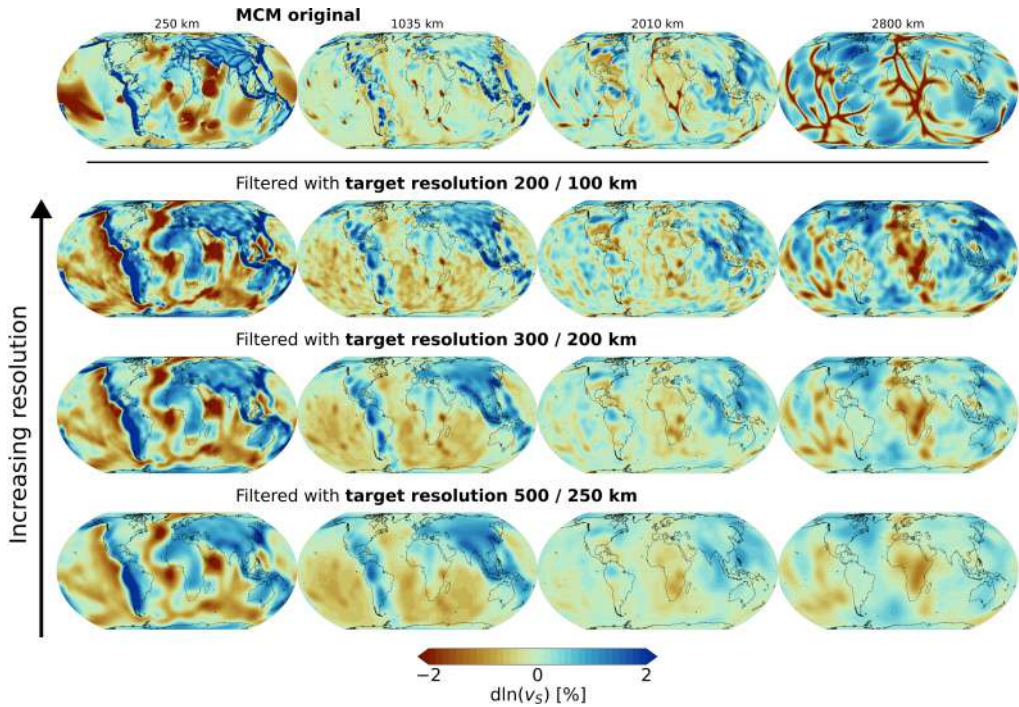 MCM original
250 km 1035 km 2010 km 2800 km
Filtered with target resolution 200 / 100 km
Filtered with target resolution 300 / 200 km
Filtered with target resolution 500 / 250 km
Increasing resolution
−2 0 2
dln(vS) [%]